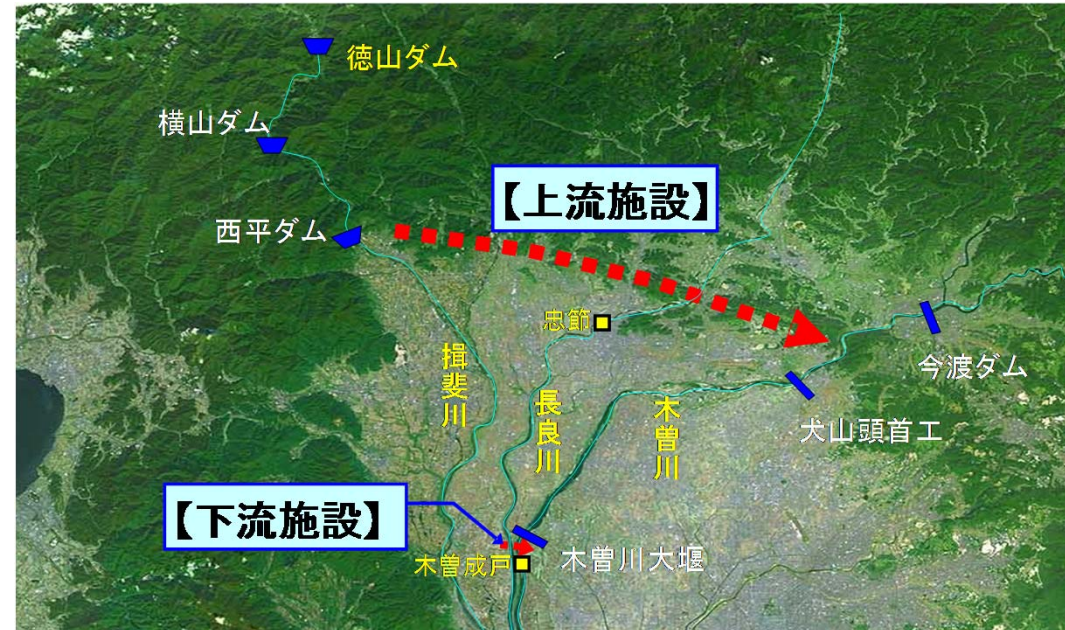 徳山ダム
横山ダム
【上流施設】
西平ダム
忠節
今渡ダム
揖斐川
長良川
木曽川
犬山頭首工
【下流施設】
木曽成戸
木曽川大堰